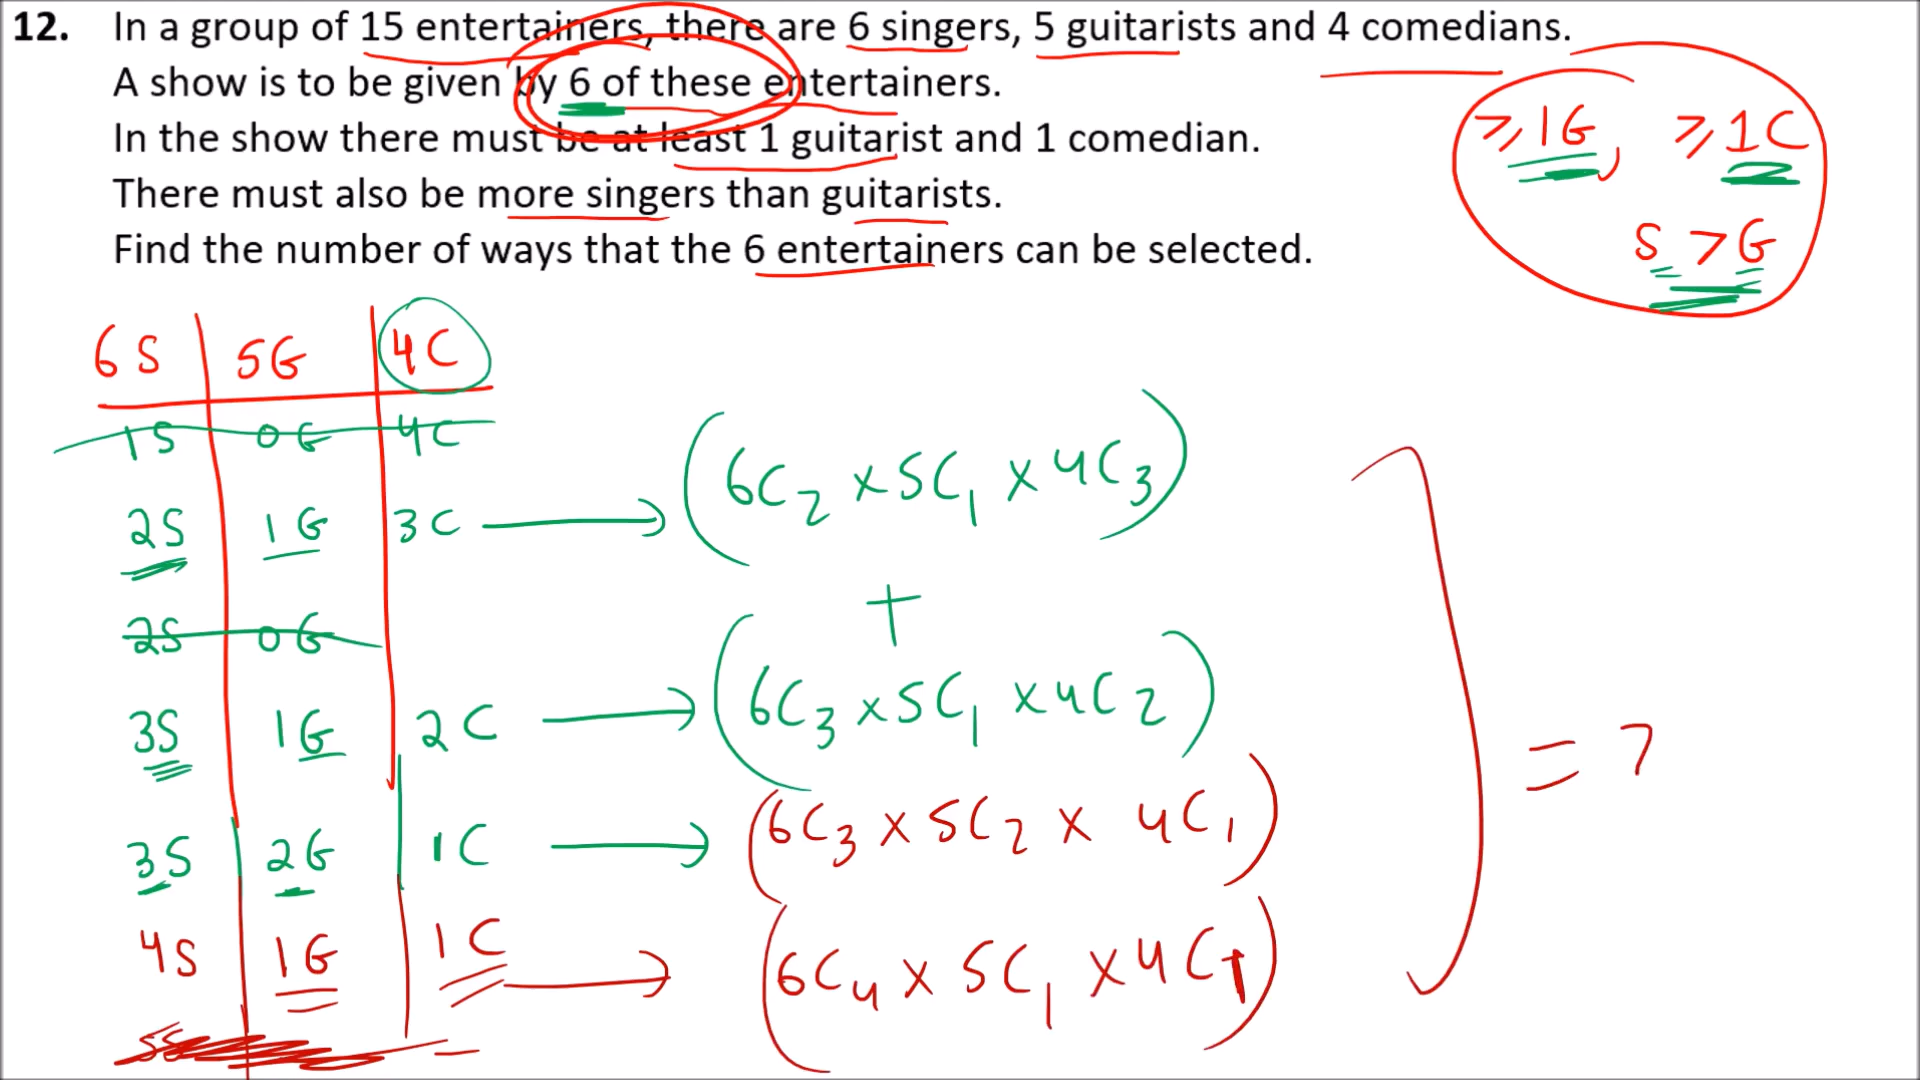 12. In a group of 15 entertainers, there are 6 singers, 5 guitarists and 4 comedians.
A show is to be given by 6 of these entertainers.
In the show there must be at least 1 guitarist and 1 comedian.
There must also be more singers than guitarists.
Find the number of ways that the 6 entertainers can be selected.
⩾1G, ⩾1C
S > G
6S 5G 4C
1S 0G 4C
2S 1G 3C → (6C2 × 5C1 × 4C3)
+
2S 0G
3S 1G 2C → (6C3 × 5C1 × 4C2)
3S 2G 1C → (6C3 × 5C2 × 4C1)
4S 1G 1C → (6C4 × 5C1 × 4C1)
= ?